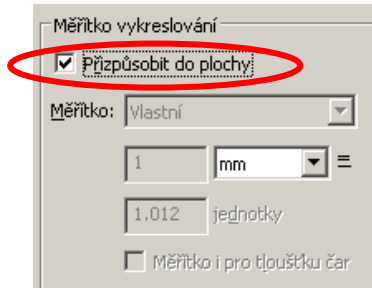 Měřítko vykreslování
Přizpůsobit do plochy
Měřítko: Vlastní
1 mm =
1.012 jednotky
Měřítko i pro tloušťku čar